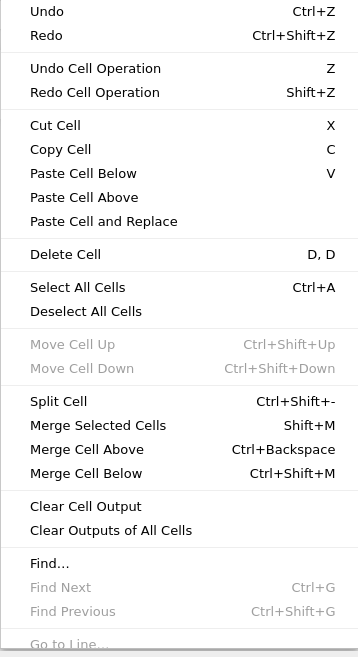 Undo Ctrl+Z
Redo Ctrl+Shift+Z
Undo Cell Operation Z
Redo Cell Operation Shift+Z
Cut Cell X
Copy Cell C
Paste Cell Below V
Paste Cell Above
Paste Cell and Replace
Delete Cell D, D
Select All Cells Ctrl+A
Deselect All Cells
Move Cell Up Ctrl+Shift+Up
Move Cell Down Ctrl+Shift+Down
Split Cell Ctrl+Shift+-
Merge Selected Cells Shift+M
Merge Cell Above Ctrl+Backspace
Merge Cell Below Ctrl+Shift+M
Clear Cell Output
Clear Outputs of All Cells
Find…
Find Next Ctrl+G
Find Previous Ctrl+Shift+G
Go to Line…